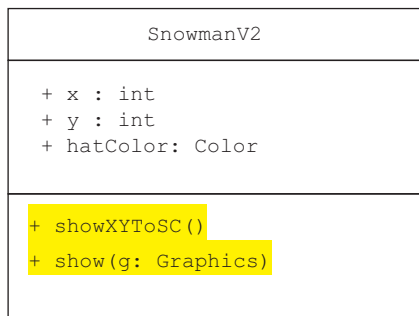 SnowmanV2
+ x : int
+ y : int
+ hatColor: Color
+ showXYToSC()
+ show(g: Graphics)